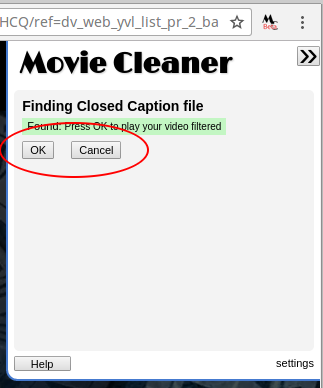 HCQ/ref=dv_web_yvl_list_pr_2_ba
Beta
Movie Cleaner
Finding Closed Caption file
Found: Press OK to play your video filtered
OK Cancel
Help settings